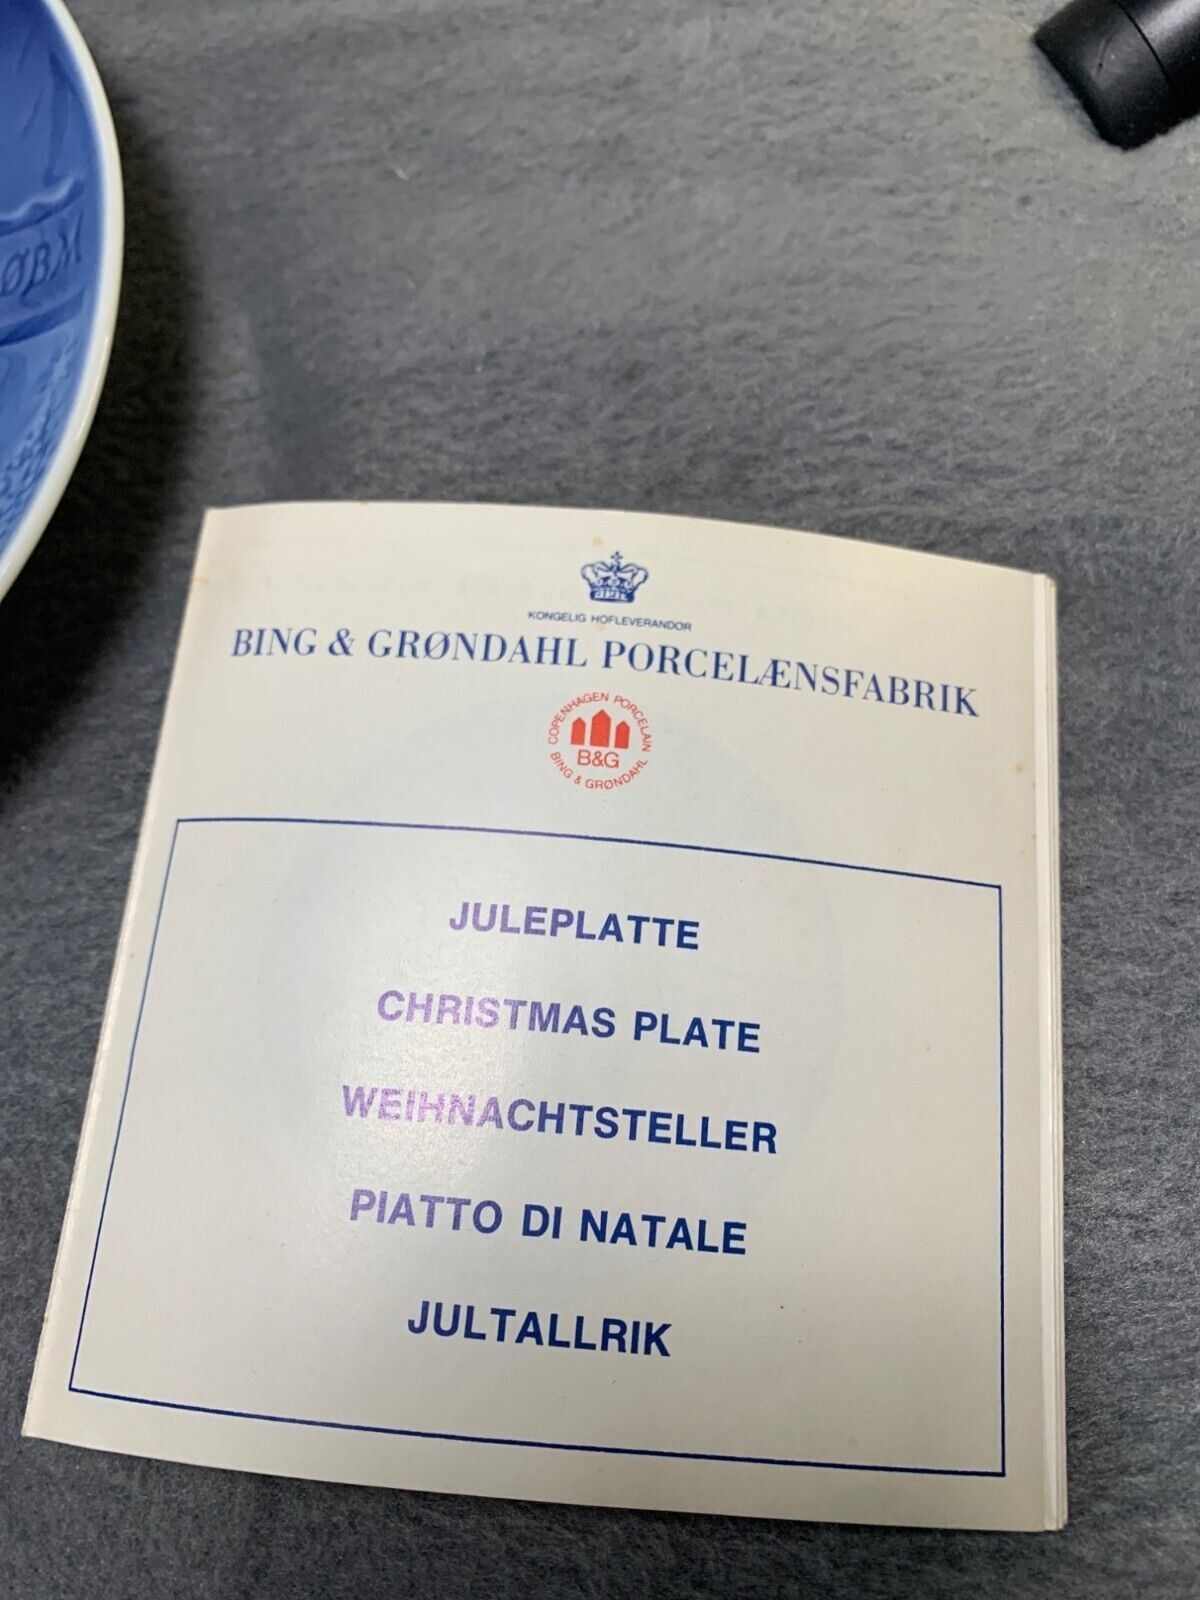 KONGELIG HOFLEVERANDOR
BING & GRØNDAHL PORCELÆNSFABRIK
COPENHAGEN PORCELAIN
B&G
BING & GRØNDAHL
JULEPLATTE
CHRISTMAS PLATE
WEIHNACHTSTELLER
PIATTO DI NATALE
JULTALLRIK